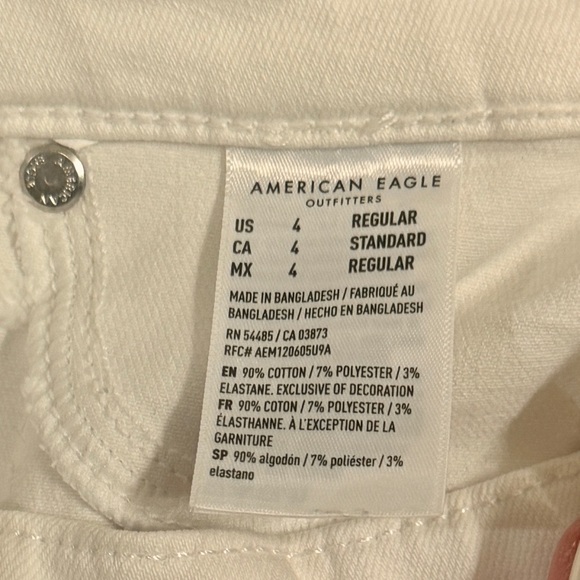 AMERICAN EAGLE
OUTFITTERS
US 4 REGULAR
CA 4 STANDARD
MX 4 REGULAR
MADE IN BANGLADESH / FABRIQUÉ AU
BANGLADESH / HECHO EN BANGLADESH
RN 54485 / CA 03873
RFC# AEM120605U9A
EN 90% COTTON / 7% POLYESTER / 3%
ELASTANE. EXCLUSIVE OF DECORATION
FR 90% COTON / 7% POLYESTER / 3%
ÉLASTHANNE. À L'EXCEPTION DE LA
GARNITURE
SP 90% algodón / 7% poliéster / 3%
elastano